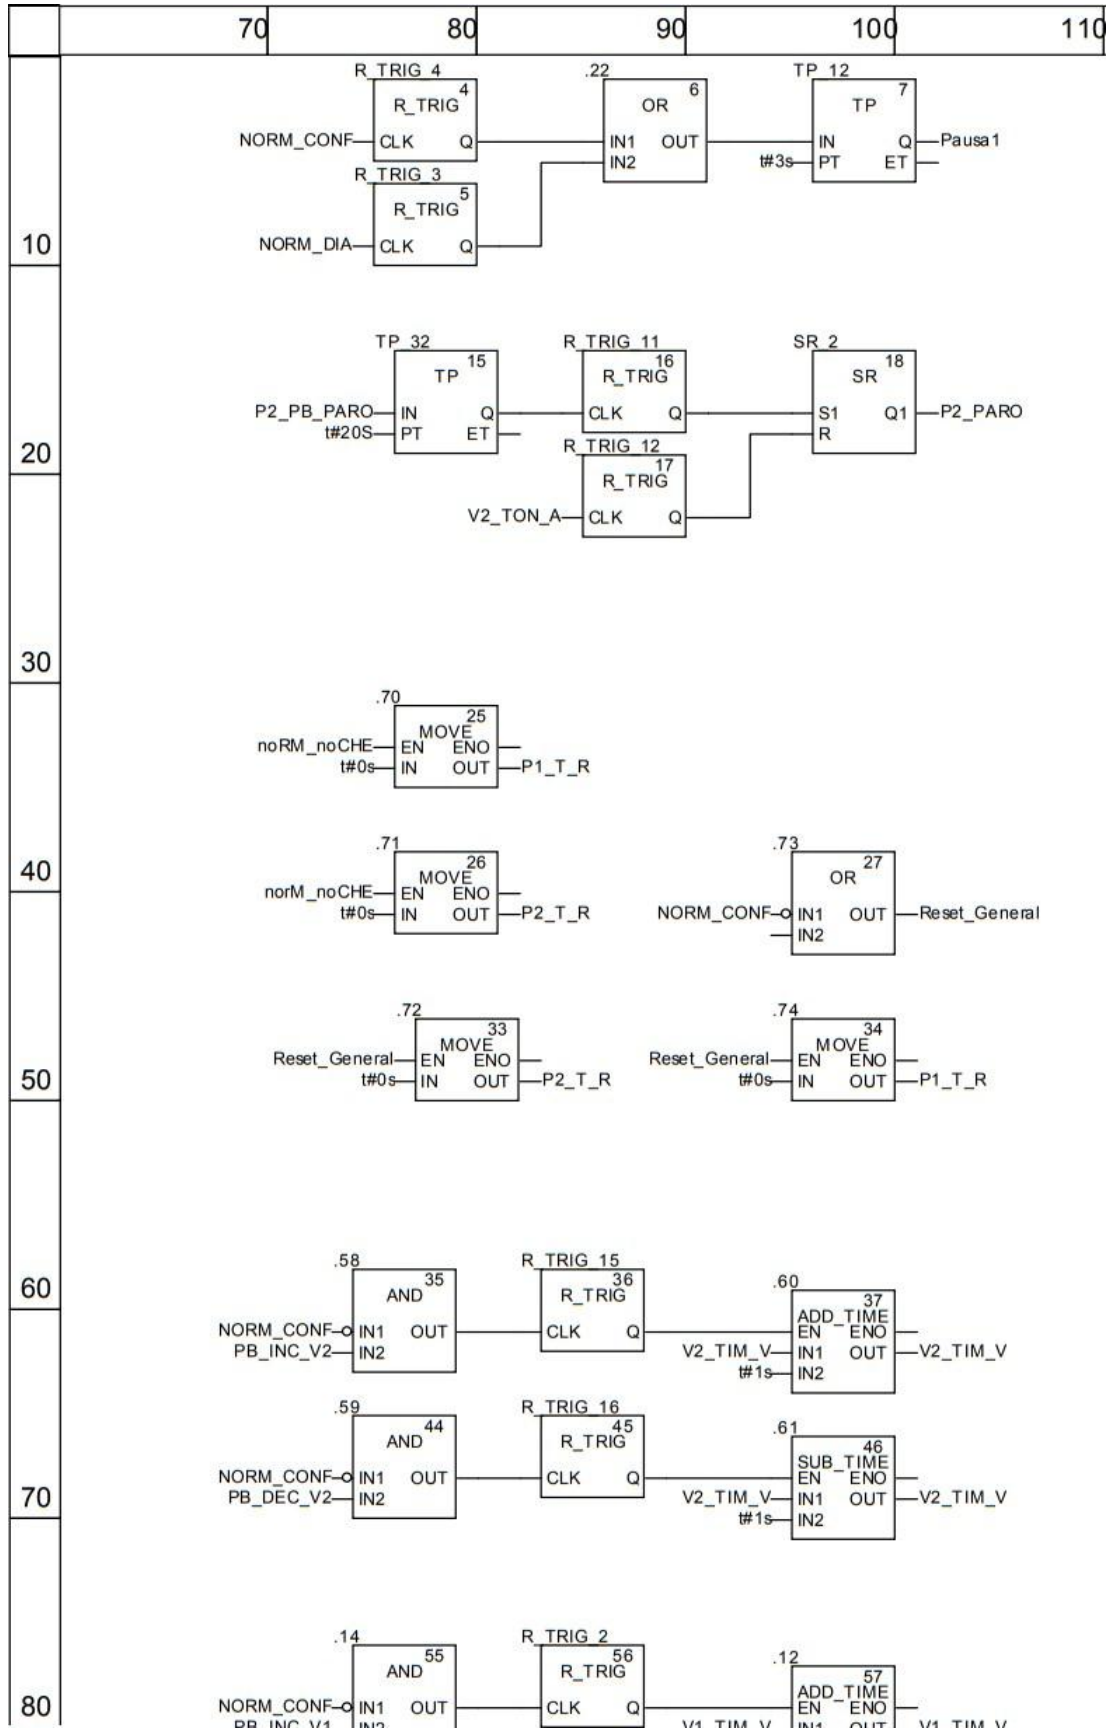 70 80 90 100 110
R_TRIG_4 .22 TP_12
4 6 7
R_TRIG OR TP
NORM_CONF CLK Q IN1 OUT IN Q Pausa1
IN2 t#3s PT ET
R_TRIG_3
5
R_TRIG
10 NORM_DIA CLK Q
TP_32 R_TRIG_11 SR_2
15 16 18
TP R_TRIG SR
P2_PB_PARO IN Q CLK Q S1 Q1 P2_PARO
t#20S PT ET R
20 R_TRIG_12
17
R_TRIG
V2_TON_A CLK Q
30
.70
25
MOVE
noRM_noCHE EN ENO
t#0s IN OUT P1_T_R
.71 .73
40 26 27
MOVE OR
norM_noCHE EN ENO
t#0s IN OUT P2_T_R NORM_CONF IN1 OUT Reset_General
IN2
.72 .74
33 34
MOVE MOVE
Reset_General EN ENO Reset_General EN ENO
50 t#0s IN OUT P2_T_R t#0s IN OUT P1_T_R
.58 R_TRIG_15
35 36 .60
60 AND R_TRIG 37
ADD_TIME
NORM_CONF IN1 OUT CLK Q EN ENO
PB_INC_V2 IN2 V2_TIM_V IN1 OUT V2_TIM_V
t#1s IN2
.59 R_TRIG_16
44 45 .61
AND R_TRIG 46
SUB_TIME
NORM_CONF IN1 OUT CLK Q EN ENO
70 PB_DEC_V2 IN2 V2_TIM_V IN1 OUT V2_TIM_V
t#1s IN2
.14 R_TRIG_2
55 56 .12
AND R_TRIG 57
ADD_TIME
80 NORM_CONF IN1 OUT CLK Q EN ENO
PB_INC_V1 IN2 V1_TIM_V IN1 OUT V1_TIM_V